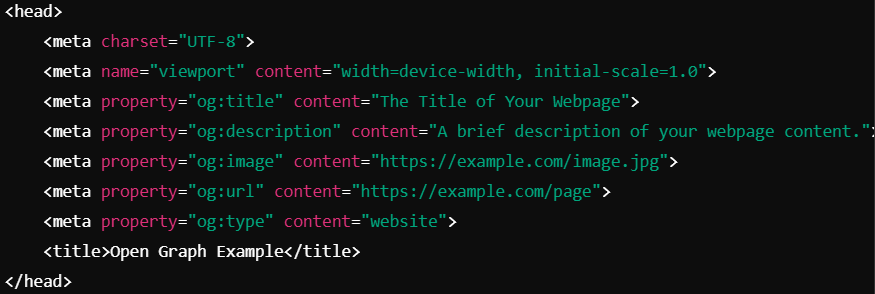 <head>
<meta charset="UTF-8">
<meta name="viewport" content="width=device-width, initial-scale=1.0">
<meta property="og:title" content="The Title of Your Webpage">
<meta property="og:description" content="A brief description of your webpage content.">
<meta property="og:image" content="https://example.com/image.jpg">
<meta property="og:url" content="https://example.com/page">
<meta property="og:type" content="website">
<title>Open Graph Example</title>
</head>